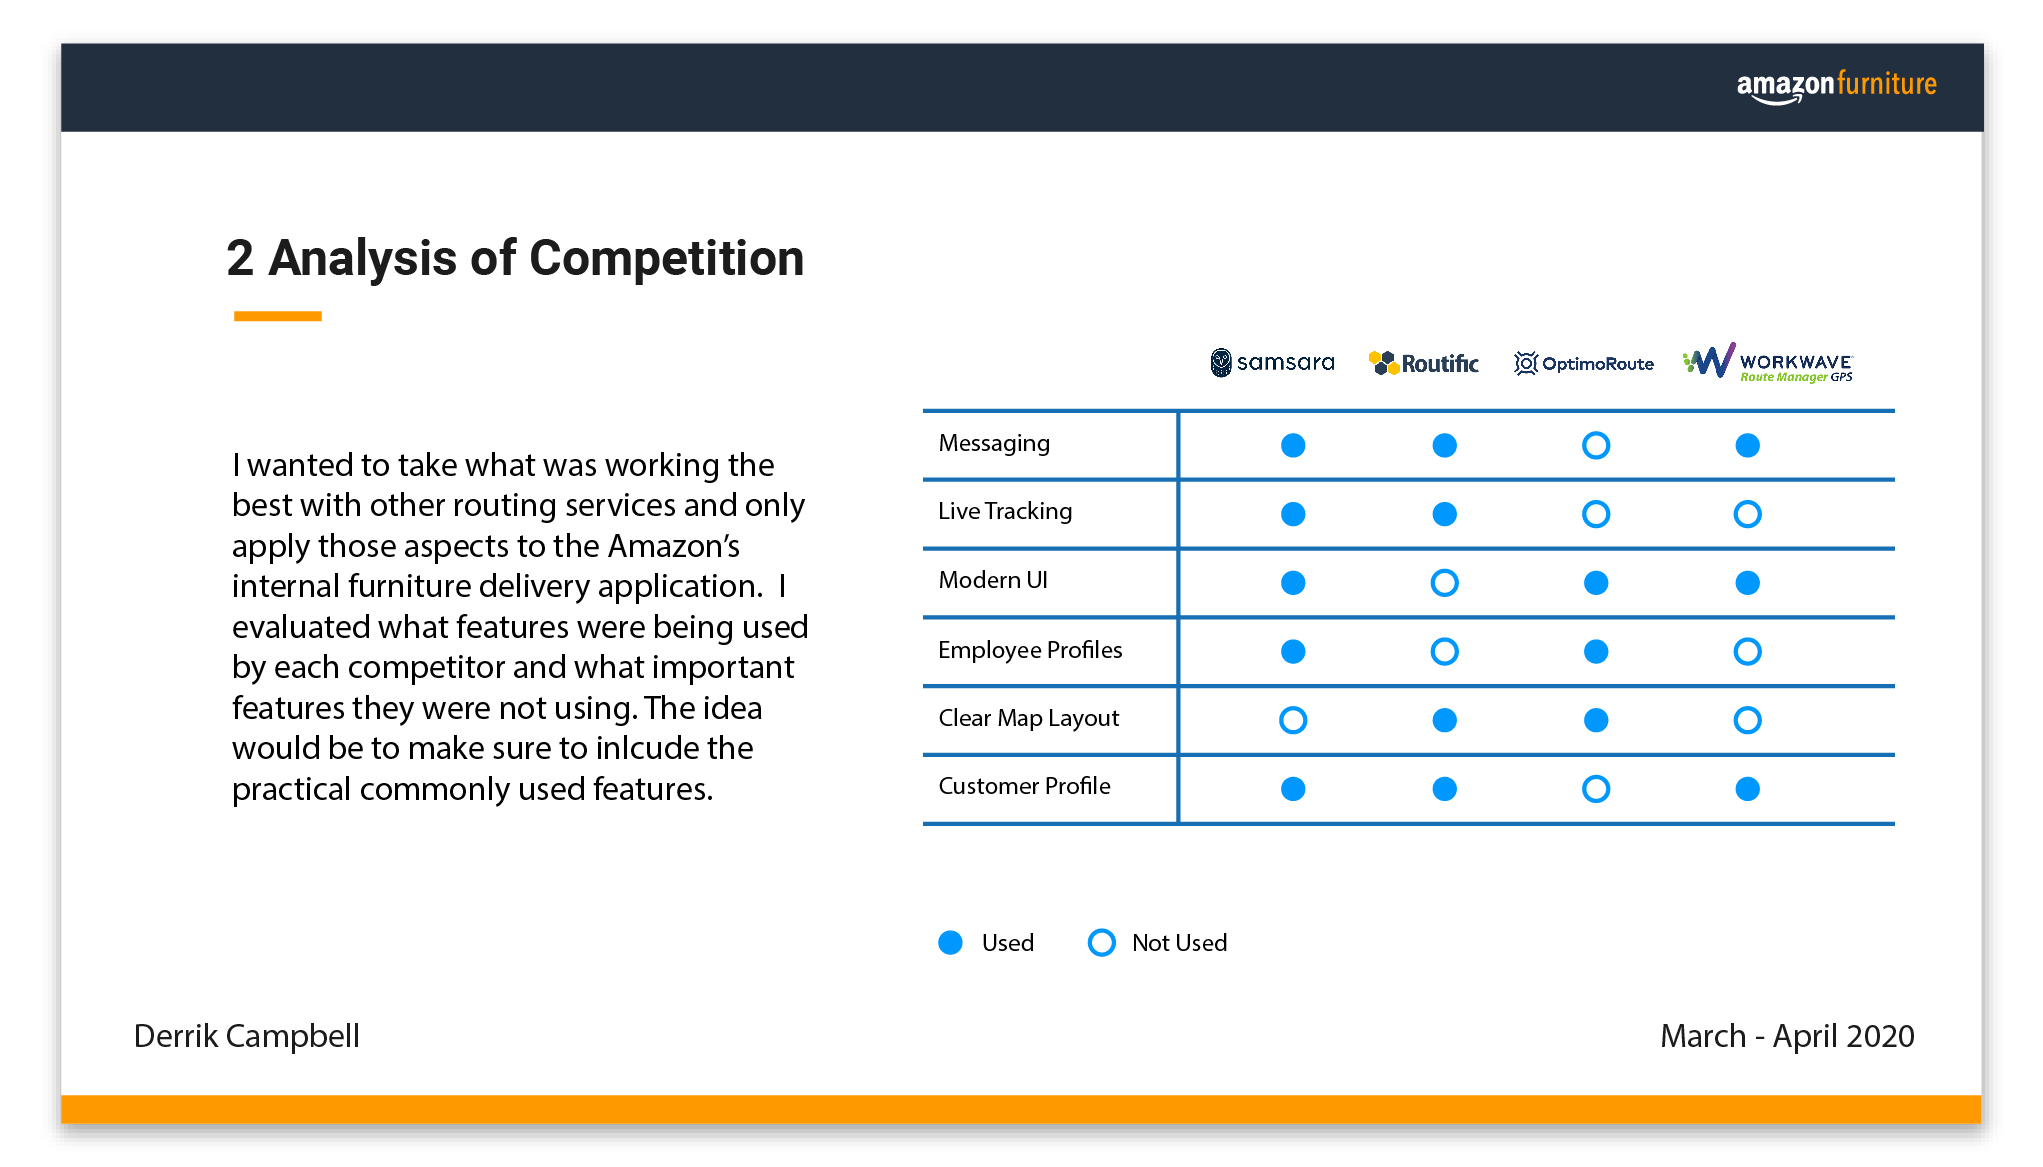 amazonfurniture
2 Analysis of Competition
I wanted to take what was working the
best with other routing services and only
apply those aspects to the Amazon’s
internal furniture delivery application.  I
evaluated what features were being used
by each competitor and what important
features they were not using. The idea
would be to make sure to inlcude the
practical commonly used features.
samsara Routific OptimoRoute WORKWAVE
Route Manager GPS
Messaging
Live Tracking
Modern UI
Employee Profiles
Clear Map Layout
Customer Profile
Used Not Used
Derrik Campbell March - April 2020